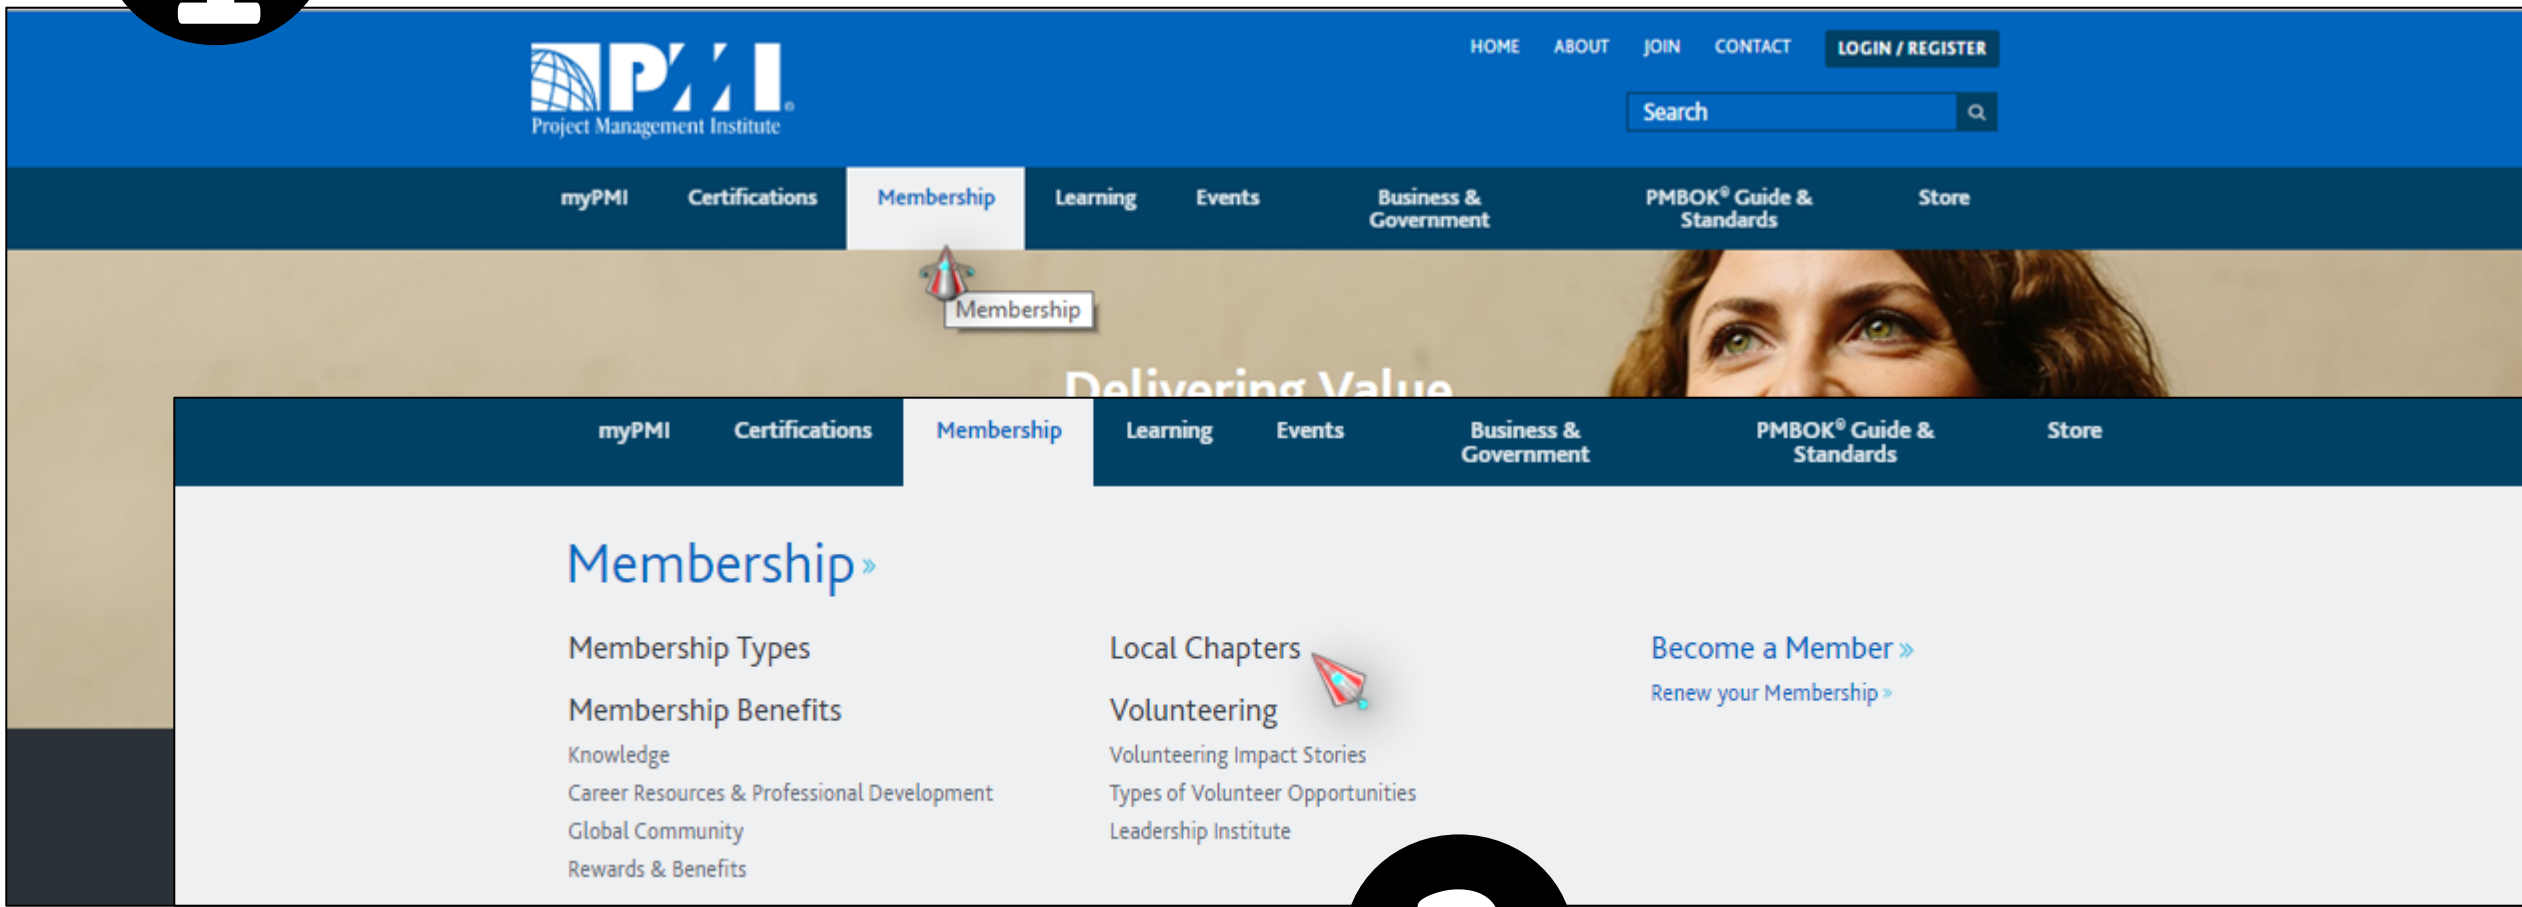 HOME ABOUT JOIN CONTACT LOGIN / REGISTER
PMI
Project Management Institute
Search
myPMI Certifications Membership Learning Events Business & Government PMBOK® Guide & Standards Store
Membership
Delivering Value
myPMI Certifications Membership Learning Events Business & Government PMBOK® Guide & Standards Store
Membership »
Membership Types
Membership Benefits
Knowledge
Career Resources & Professional Development
Global Community
Rewards & Benefits
Local Chapters
Volunteering
Volunteering Impact Stories
Types of Volunteer Opportunities
Leadership Institute
Become a Member »
Renew your Membership »